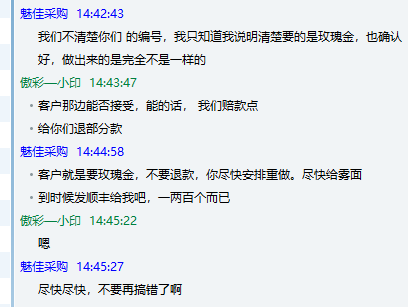 魅佳采购 14:42:43
我们不清楚你们 的编号，我只知道我说明清楚要的是玫瑰金，也确认
好，做出来的是完全不一样的
傲彩—小印 14:43:47
• 客户那边能否接受，能的话， 我们赔款点
• 给你们退部分款
魅佳采购 14:44:58
• 客户就是要玫瑰金，不要退款，你尽快安排重做。尽快给雾面
• 到时候发顺丰给我吧，一两百个而已
傲彩—小印 14:45:22
嗯
魅佳采购 14:45:27
尽快尽快，不要再搞错了啊